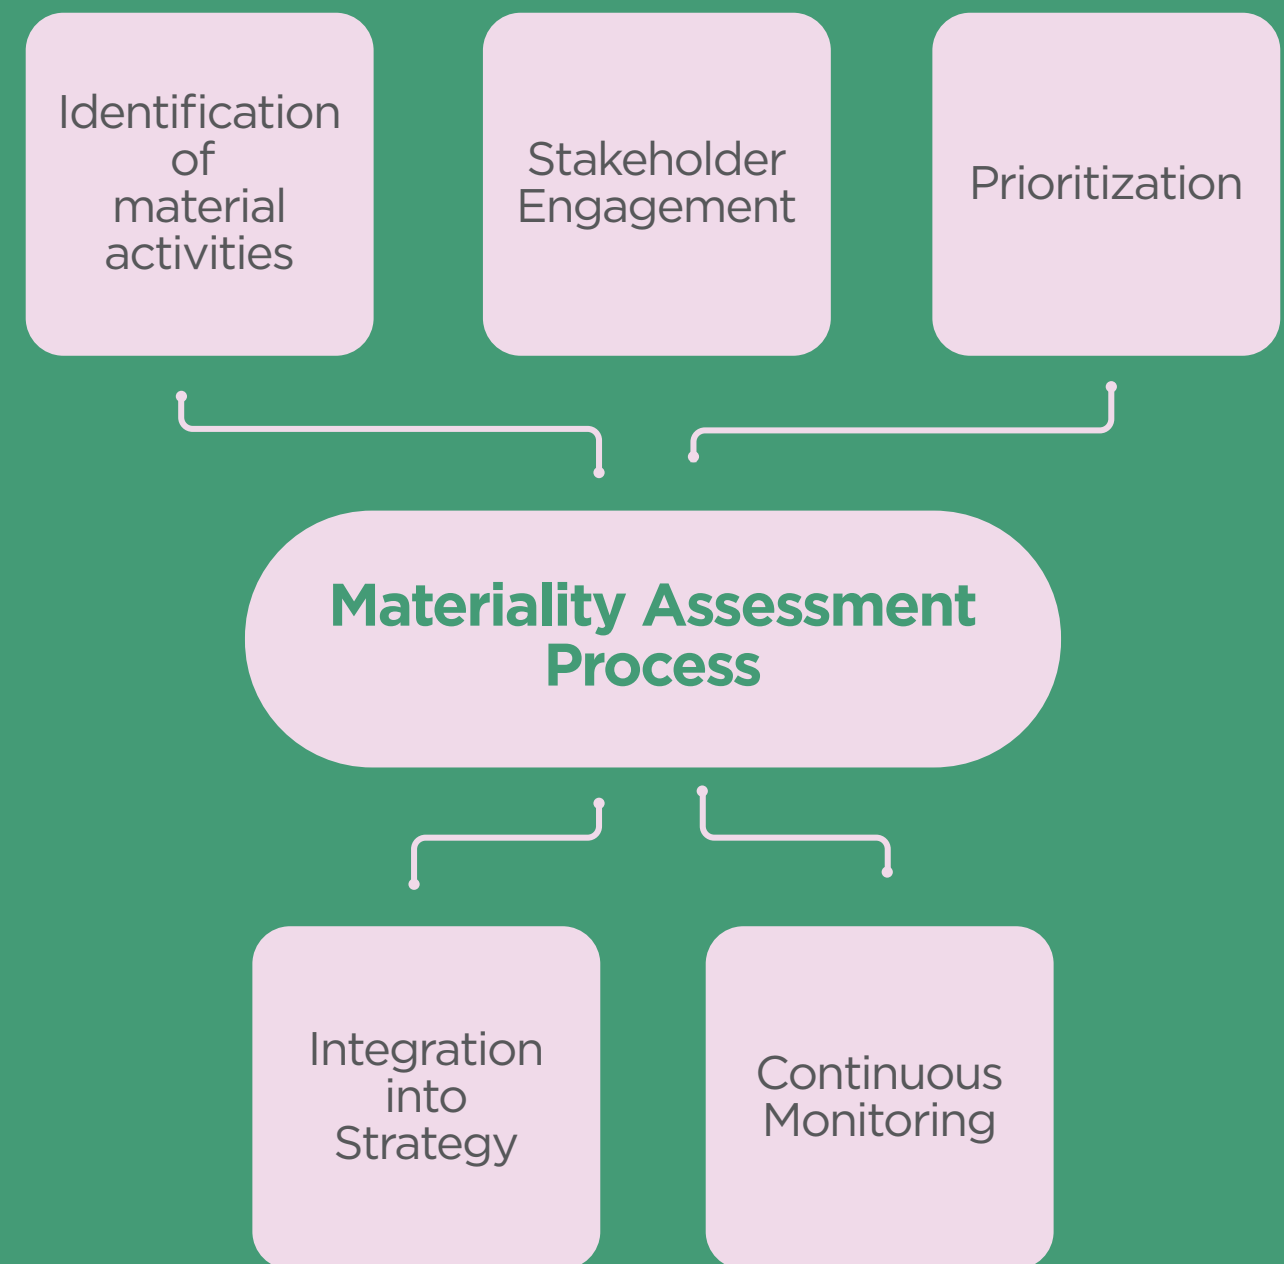 Identification
of
material
activities
Stakeholder
Engagement
Prioritization
Materiality Assessment
Process
Integration
into
Strategy
Continuous
Monitoring